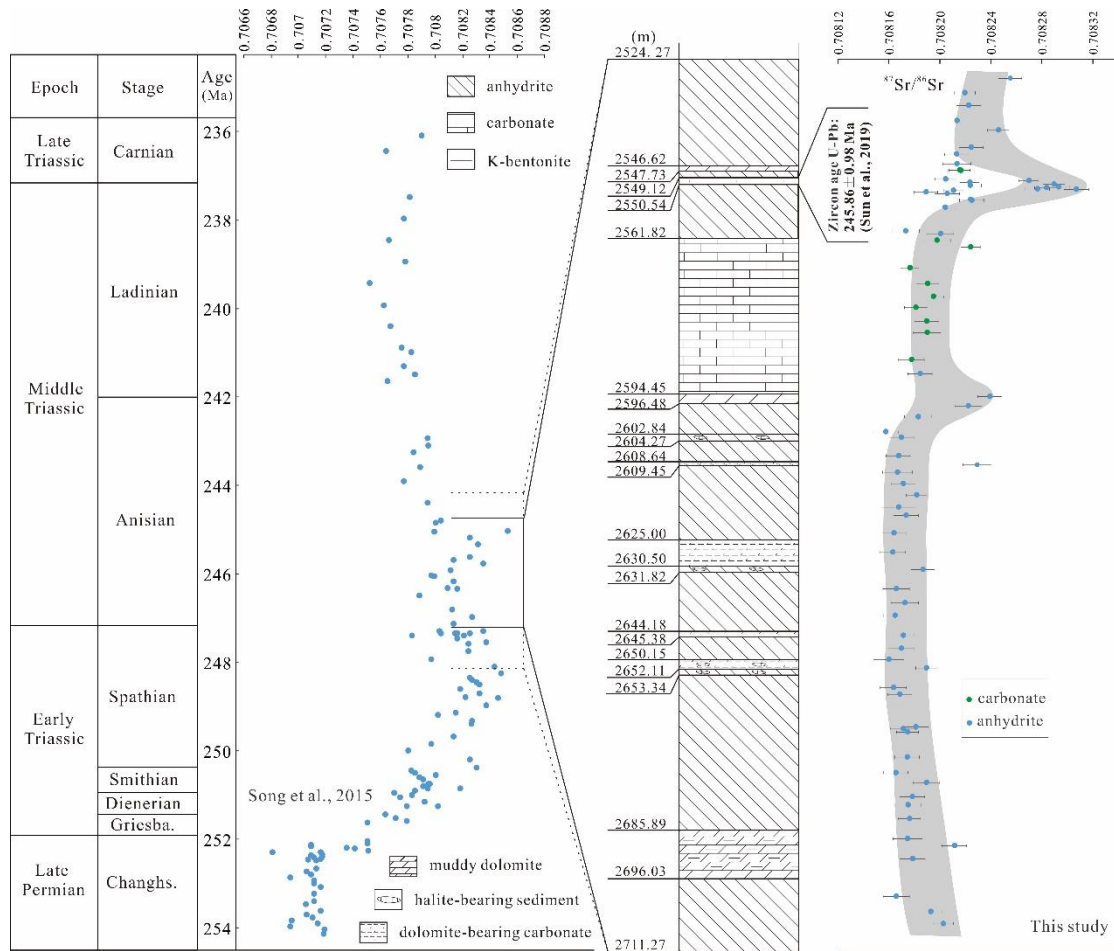 0.7066
0.7068
0.707
0.7072
0.7074
0.7076
0.7078
0.708
0.7082
0.7084
0.7086
0.7088
0.70812
0.70816
0.70820
0.70824
0.70828
0.70832
Epoch
Stage
Age
(Ma)
Late
Triassic
Middle
Triassic
Early
Triassic
Late
Permian
Carnian
Ladinian
Anisian
Spathian
Smithian
Dienerian
Griesba.
Changhs.
236
238
240
242
244
246
248
250
252
254
anhydrite
carbonate
K-bentonite
Song et al., 2015
muddy dolomite
halite-bearing sediment
dolomite-bearing carbonate
(m)
2524.27
2546.62
2547.73
2549.12
2550.54
2561.82
2594.45
2596.48
2602.84
2604.27
2608.64
2609.45
2625.00
2630.50
2631.82
2644.18
2645.38
2650.15
2652.11
2653.34
2685.89
2696.03
2711.27
Zircon age U-Pb:
245.86±0.98 Ma
(Sun et al., 2019)
⁸⁷Sr/⁸⁶Sr
carbonate
anhydrite
This study